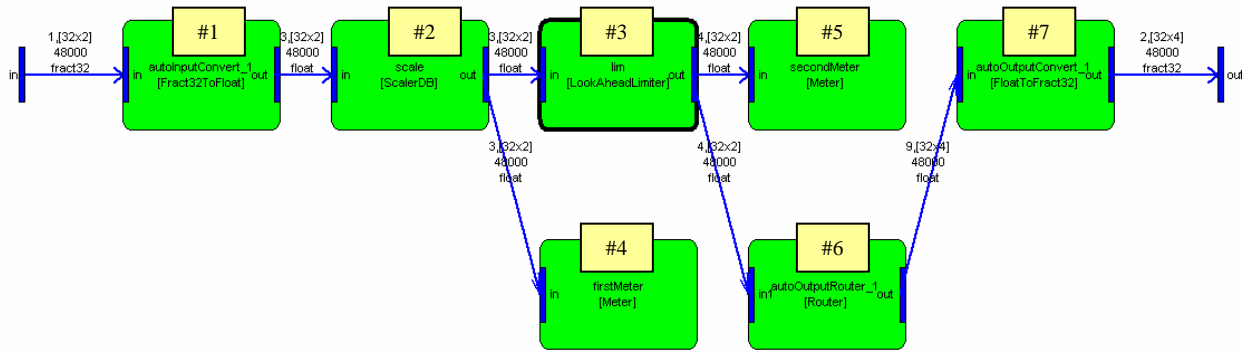 #1
#2
#3
#5
#7
1,[32x2]
48000
fract32
3,[32x2]
48000
float
3,[32x2]
48000
float
4,[32x2]
48000
float
2,[32x4]
48000
fract32
in
in
autoInputConvert_1
out
[Fract32ToFloat]
in
scale
out
[ScalerDB]
in
lim
out
[LookAheadLimiter]
in
secondMeter
[Meter]
in
autoOutputConvert_1
out
[FloatToFract32]
out
3,[32x2]
48000
float
4,[32x2]
48000
float
9,[32x4]
48000
float
#4
#6
in
firstMeter
[Meter]
in1
autoOutputRouter_1
out
[Router]